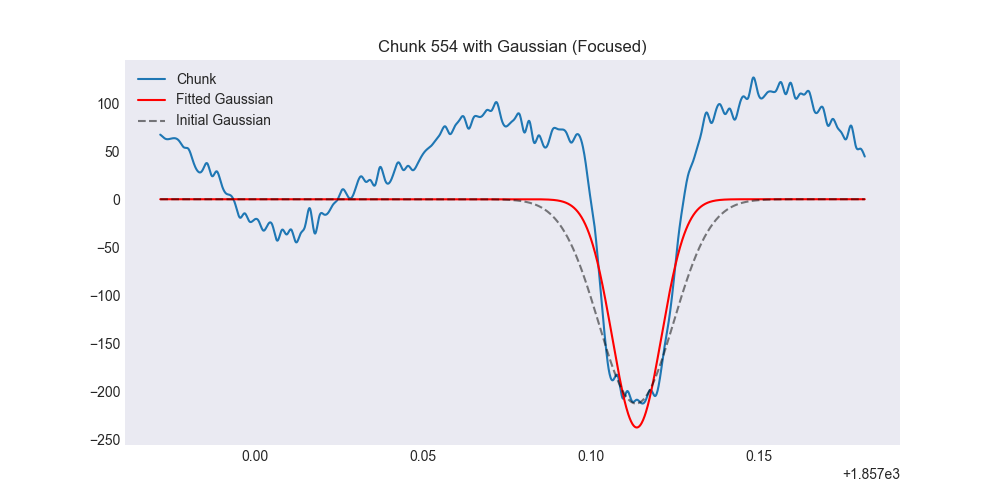 Chunk 554 with Gaussian (Focused)
Chunk
Fitted Gaussian
Initial Gaussian
100
50
0
−50
−100
−150
−200
−250
0.00 0.05 0.10 0.15
+1.857e3